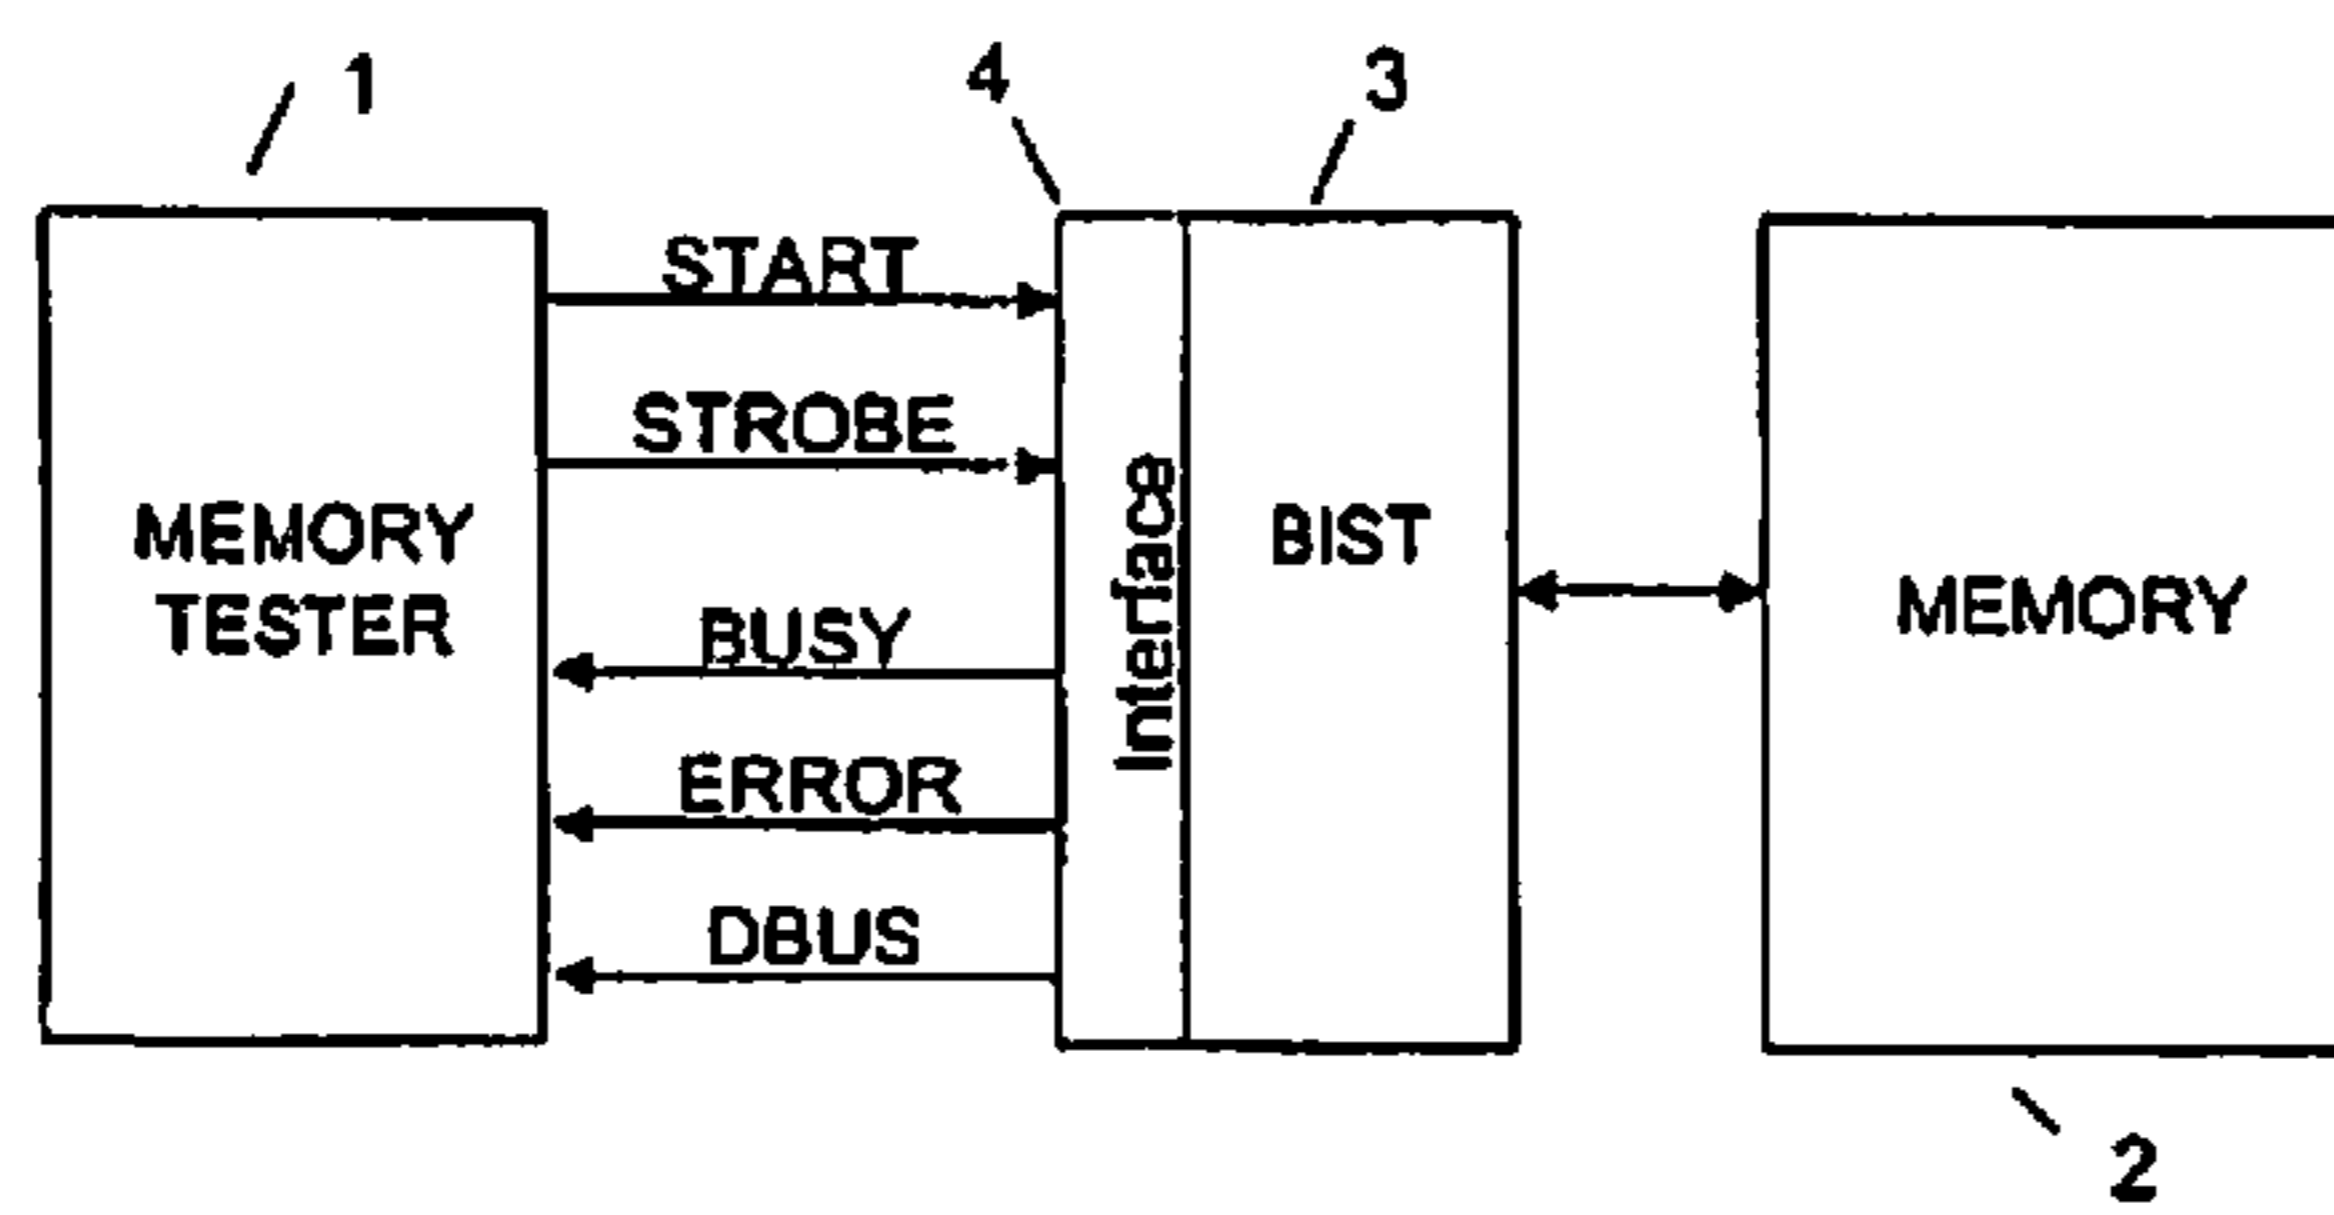 1
4
3
START
STROBE
MEMORY
TESTER
BUSY
ERROR
DBUS
Interface
BIST
MEMORY
2